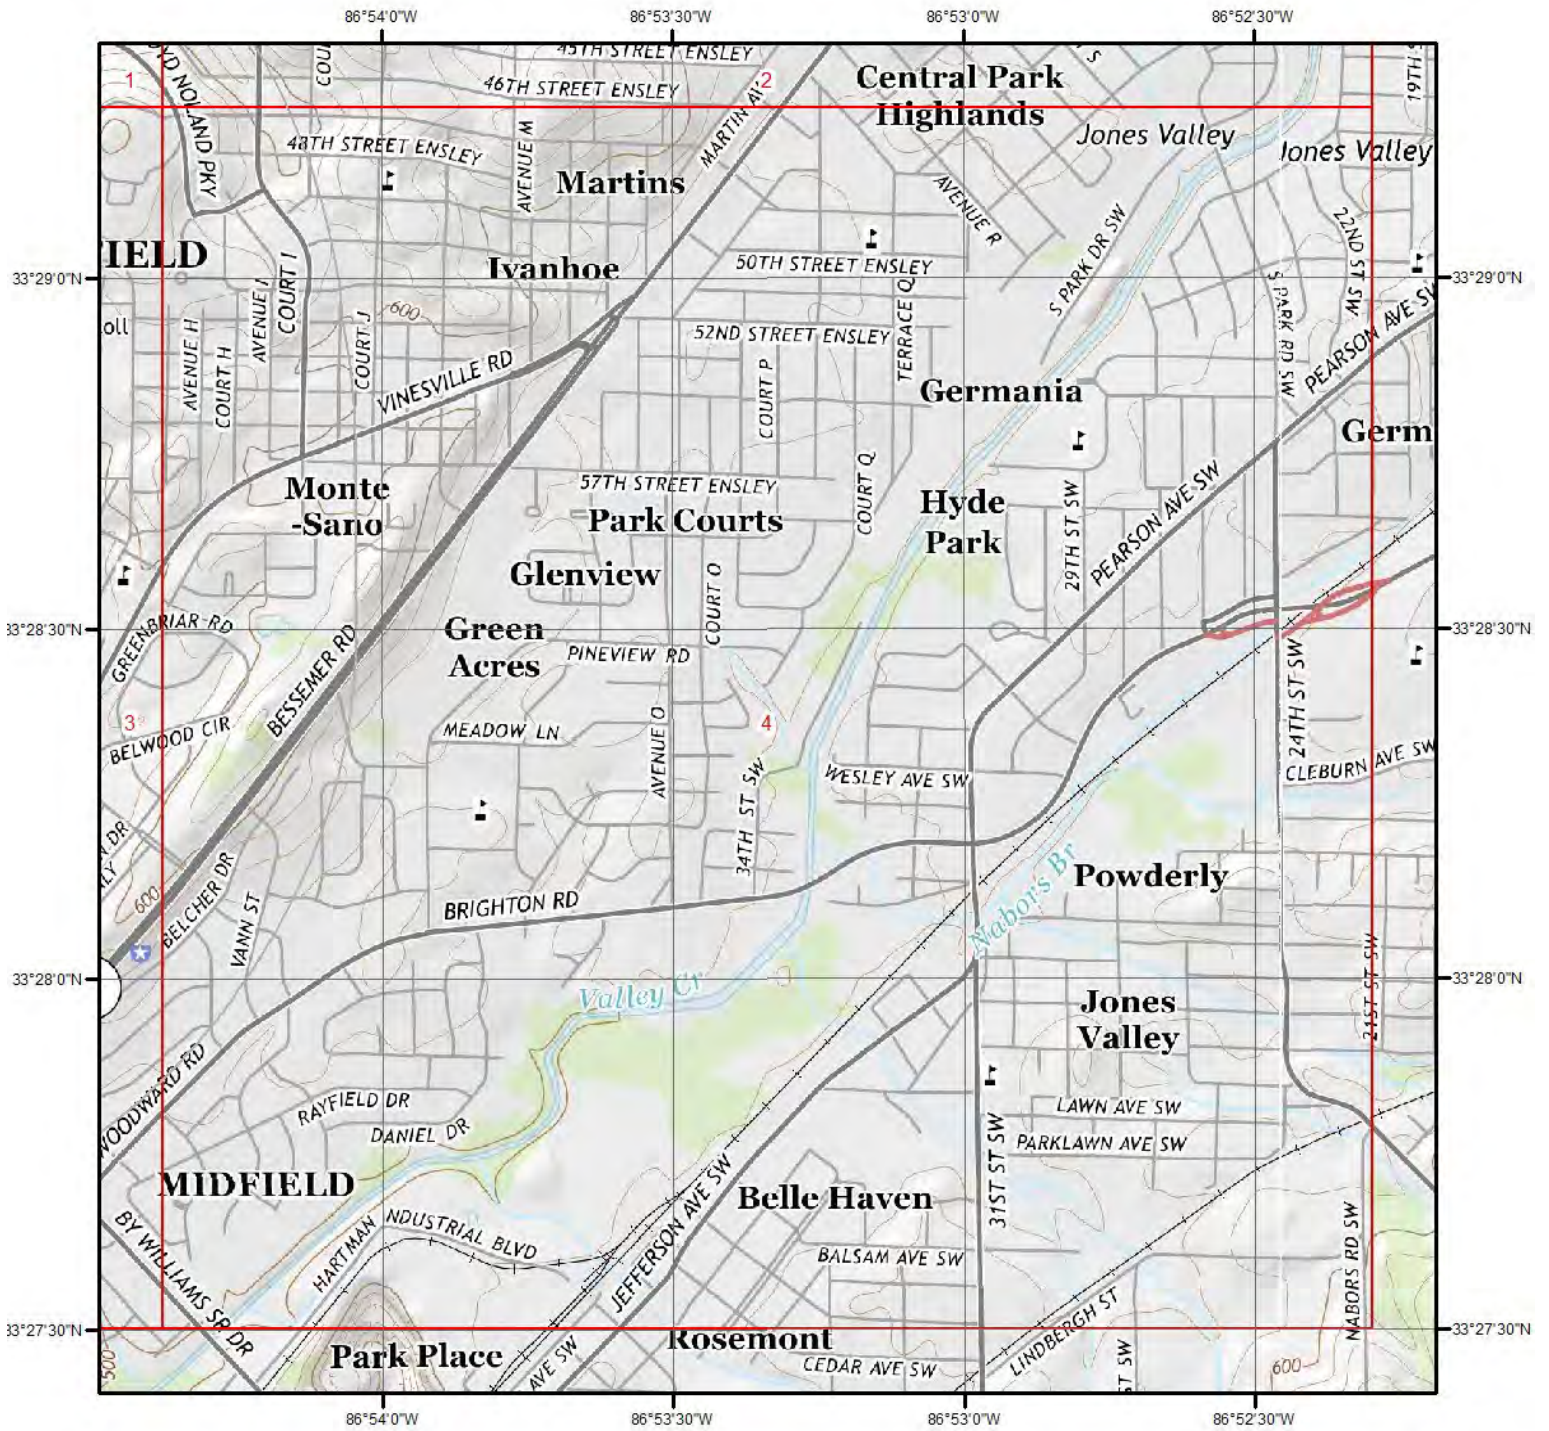 86°54'0"W
86°53'30"W
86°53'0"W
86°52'30"W
45TH STREET ENSLEY
1
2
46TH STREET ENSLEY
Central Park
Highlands
19TH S
NOLAND PKY
MARTIN AV
48TH STREET ENSLEY
AVENUE M
Jones Valley
Jones Valley
Martins
AVENUE R
S PARK DR SW
22ND ST SW
IELD
Ivanhoe
50TH STREET ENSLEY
33°29'0"N
33°29'0"N
AVENUE I
COURT I
TERRACE Q
S PARK RD SW
PEARSON AVE SW
oll
AVENUE H
COURT H
COURT J
600
52ND STREET ENSLEY
VINESVILLE RD
COURT P
Germania
Germ
Monte
-Sano
57TH STREET ENSLEY
COURT Q
Hyde
Park
29TH ST SW
PEARSON AVE SW
Park Courts
Glenview
COURT O
GREENBRIAR RD
33°28'30"N
33°28'30"N
Green
Acres
PINEVIEW RD
BESSEMER RD
24TH ST SW
3
4
BELWOOD CIR
MEADOW LN
AVENUE O
34TH ST SW
WESLEY AVE SW
CLEBURN AVE SW
N DR
LY
600
BELCHER DR
VANN ST
BRIGHTON RD
Powderly
Nabors Br
33°28'0"N
33°28'0"N
Valley Cr
Jones
Valley
21ST ST SW
WOODWARD RD
RAYFIELD DR
DANIEL DR
LAWN AVE SW
PARKLAWN AVE SW
31ST ST SW
MIDFIELD
Belle Haven
BY WILLIAMS SR DR
HARTMAN
NDUSTRIAL BLVD
JEFFERSON AVE SW
BALSAM AVE SW
NABORS RD SW
LINDBERGH ST
33°27'30"N
33°27'30"N
500
Park Place
AVE SW
Rosemont
CEDAR AVE SW
ST SW
600
86°54'0"W
86°53'30"W
86°53'0"W
86°52'30"W